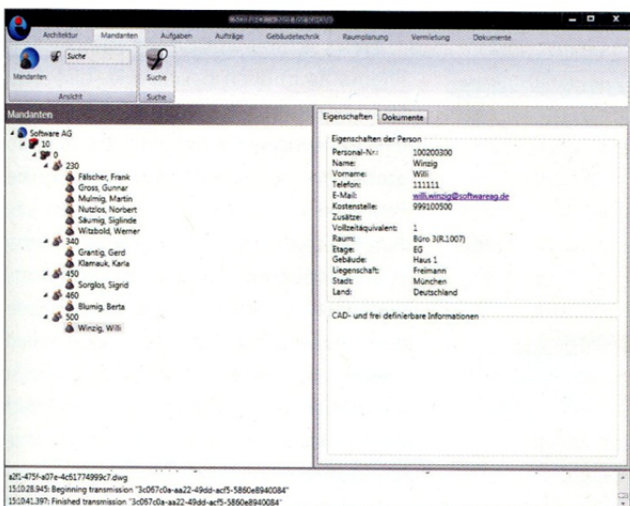 Architektur Mandanten Aufgaben Aufträge Gebäudetechnik Raumplanung Vermietung Dokumente
Suche
Mandanten Suche
Ansicht Suche
Mandanten
Software AG
10
0
230
Fälscher, Frank
Gross, Gunnar
Mulmig, Martin
Nutzlos, Norbert
Säumig, Siglinde
Witzbold, Werner
340
Grantig, Gerd
Klamauk, Karla
450
Sorglos, Sigrid
460
Blumig, Berta
500
Winzig, Willi
Eigenschaften Dokumente
Eigenschaften der Person
Personal-Nr.: 100200300
Name: Winzig
Vorname: Willi
Telefon: 111111
E-Mail: willi.winzig@softwareag.de
Kostenstelle: 999100500
Zusätze:
Vollzeitäquivalent: 1
Raum: Büro 3(R.1007)
Etage: EG
Gebäude: Haus 1
Liegenschaft: Freimann
Stadt: München
Land: Deutschland
CAD- und frei definierbare Informationen
a2f1-475f-a07e-4c61774999c7.dwg
15:10:28.945: Beginning transmission "3c067c0a-aa22-49dd-acf5-5860e8940084"
15:10:41.397: Finished transmission "3c067c0a-aa22-49dd-acf5-5860e8940084"